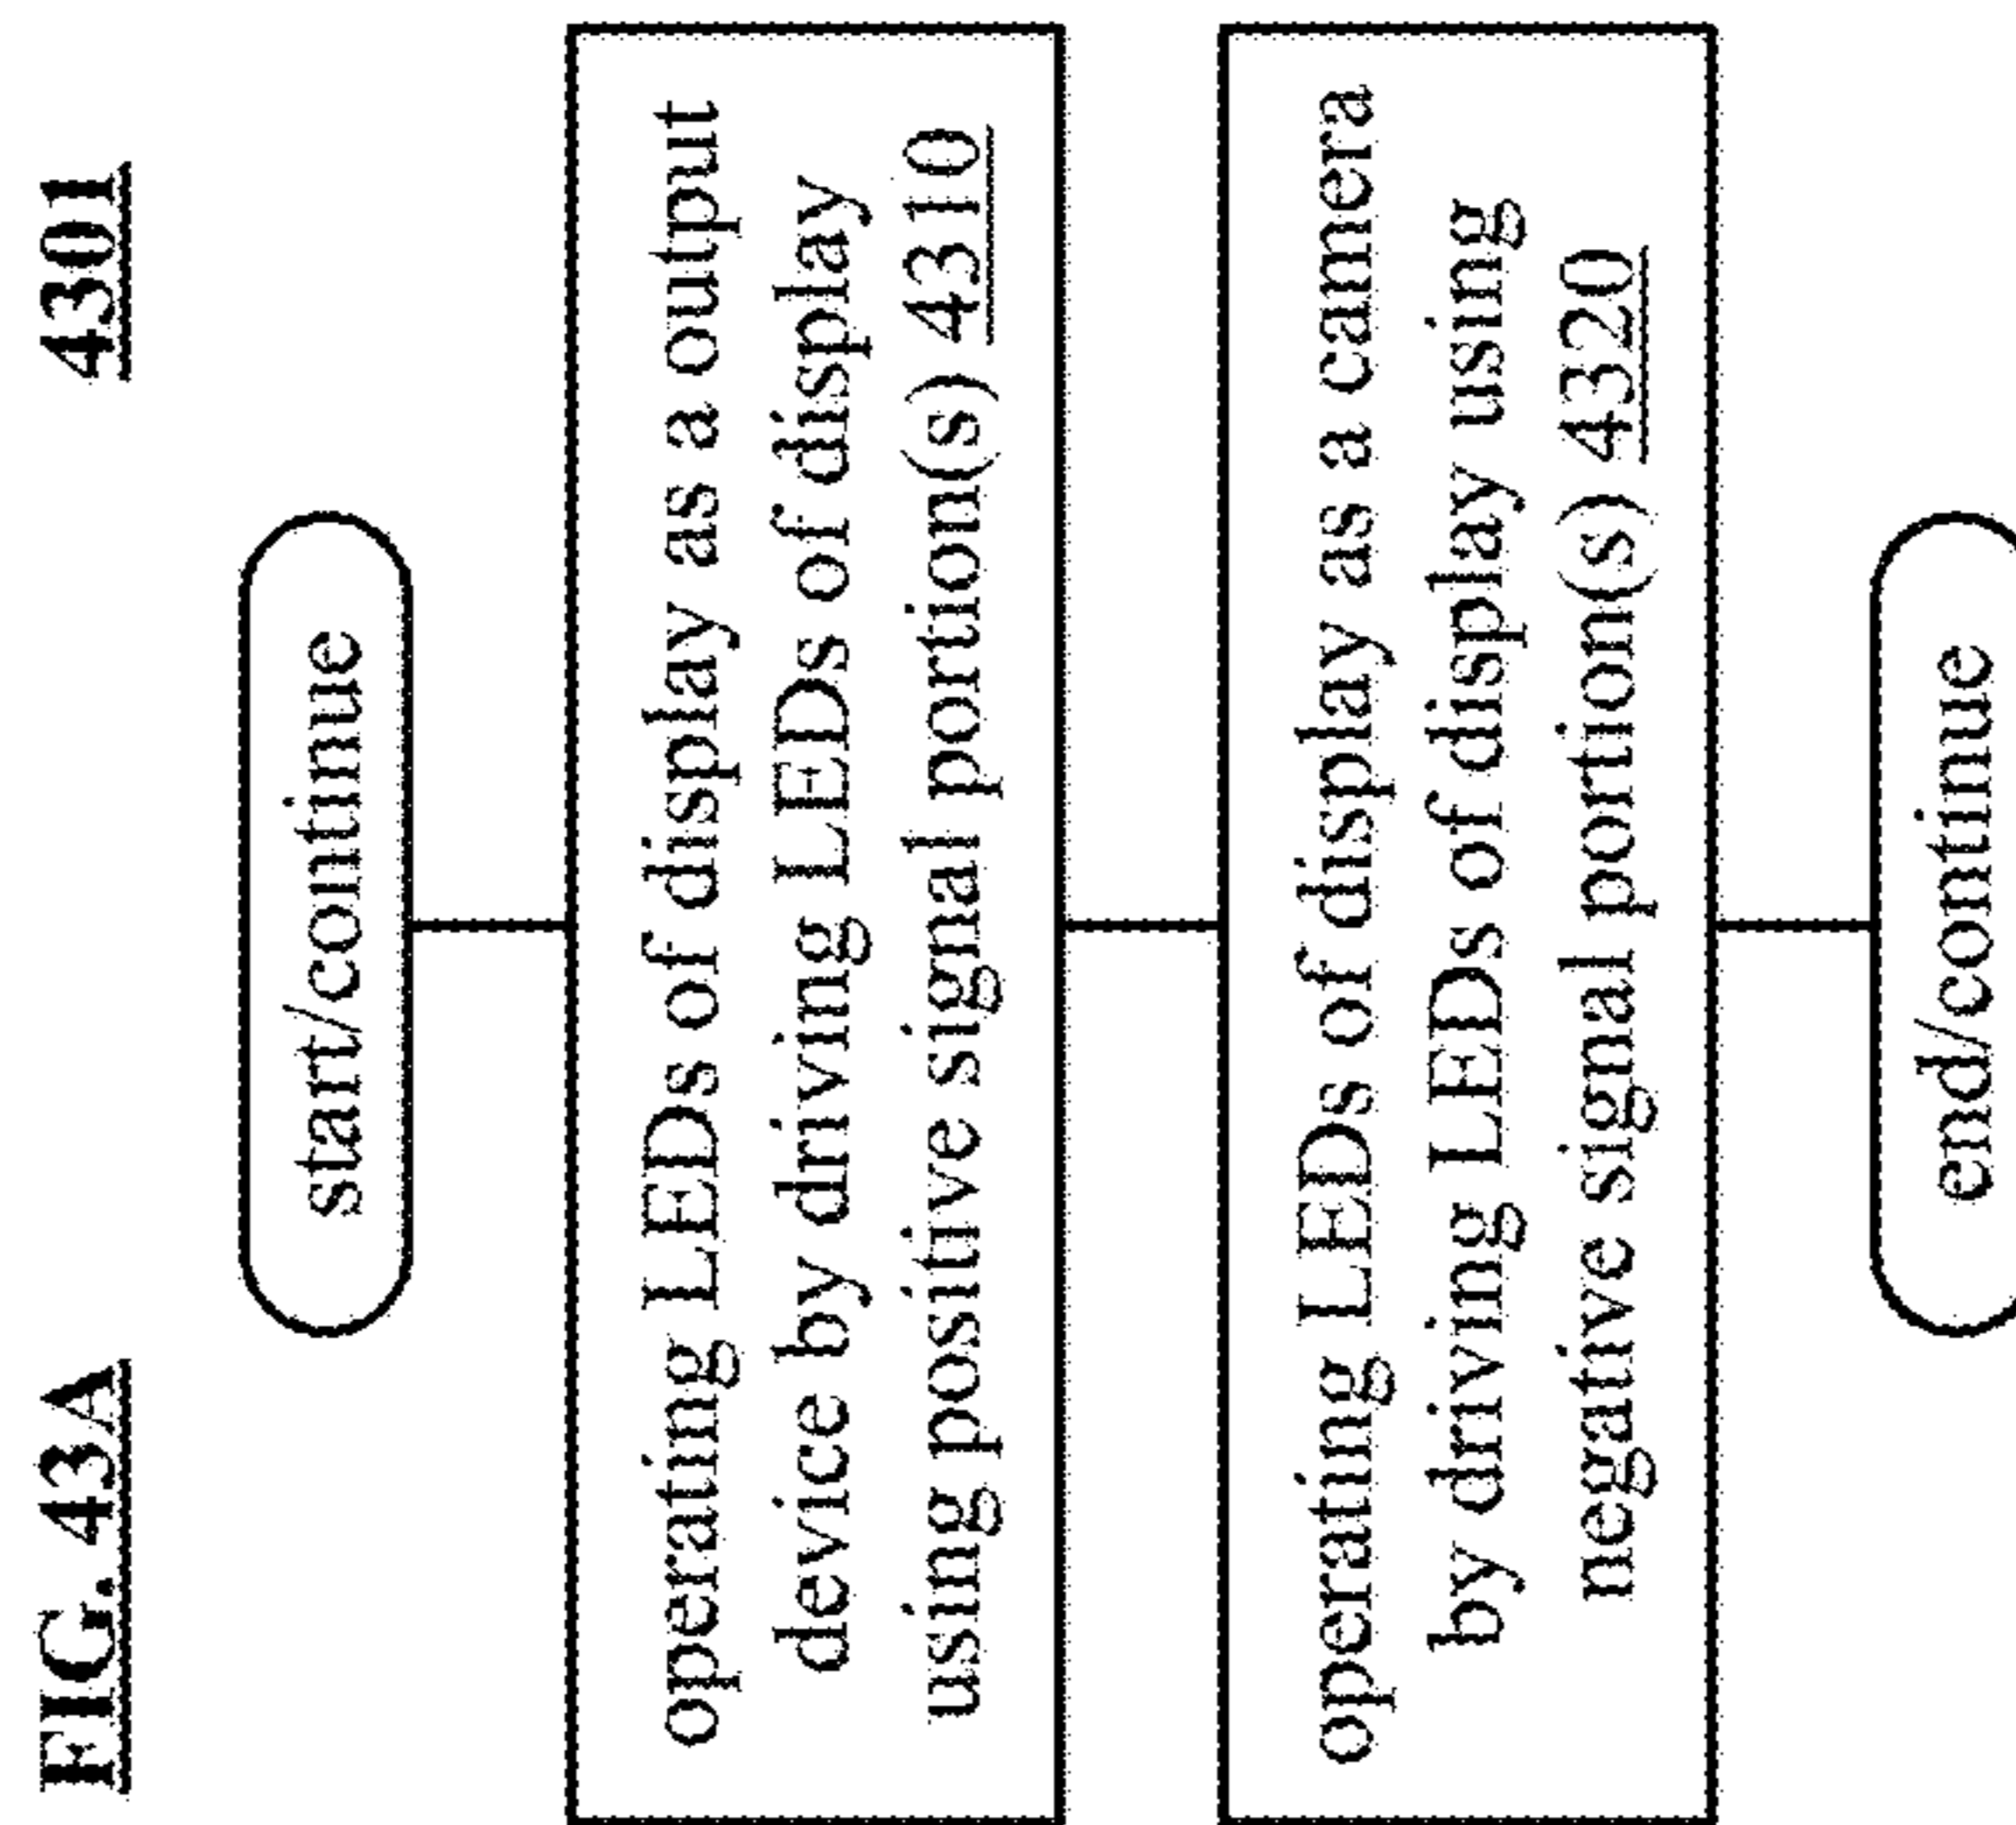 FIG. 43A 4301
start/continue
operating LEDs of display as a output
device by driving LEDs of display
using positive signal portion(s) 4310
operating LEDs of display as a camera
by driving LEDs of display using
negative signal portion(s) 4320
end/continue